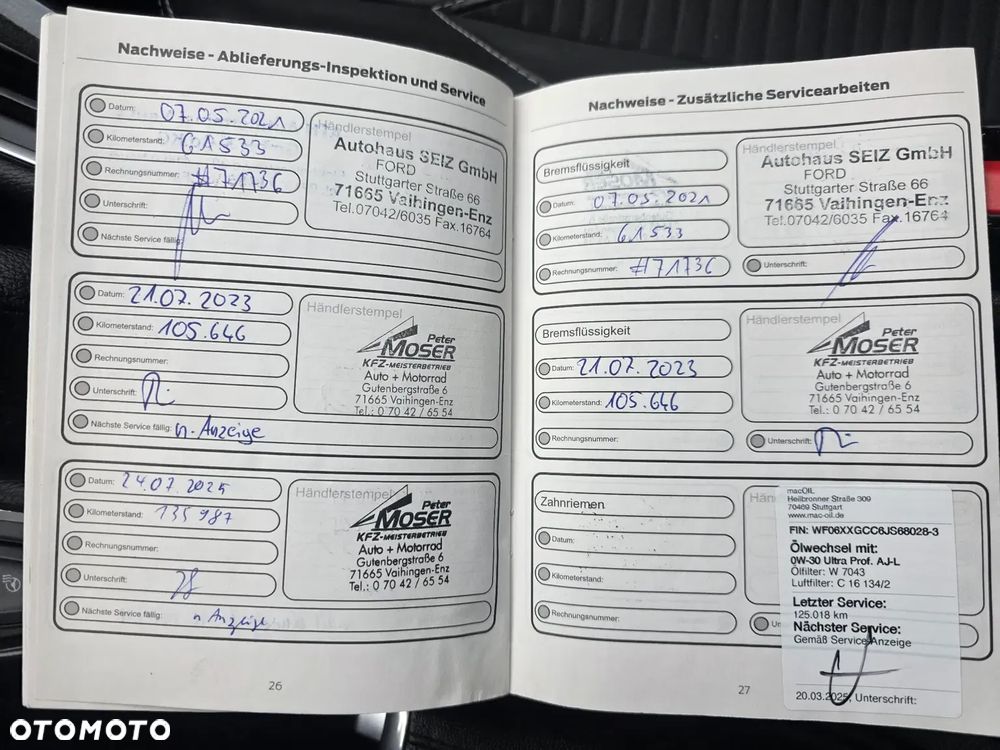 Nachweise - Ablieferungs-Inspektion und Service
Datum: 07.05.2021
Kilometerstand: 61533
Rechnungsnummer: #71736
Unterschrift:
Nächste Service fällig:
Händlerstempel
Autohaus SEIZ GmbH
FORD
Stuttgarter Straße 66
71665 Vaihingen-Enz
Tel.07042/6035 Fax.16764
Datum: 21.07.2023
Kilometerstand: 105.646
Rechnungsnummer:
Unterschrift:
Nächste Service fällig: n. Anzeige
Händlerstempel
Peter
MOSER
KFZ-MEISTERBETRIEB
Auto + Motorrad
Gutenbergstraße 6
71665 Vaihingen-Enz
Tel.: 0 70 42 / 65 54
Datum: 24.07.2025
Kilometerstand: 135987
Rechnungsnummer:
Unterschrift:
Nächste Service fällig: n Anzeige
Händlerstempel
Peter
MOSER
KFZ-MEISTERBETRIEB
Auto + Motorrad
Gutenbergstraße 6
71665 Vaihingen-Enz
Tel.: 0 70 42 / 65 54
26
Nachweise - Zusätzliche Servicearbeiten
Bremsflüssigkeit
Datum: 07.05.2021
Kilometerstand: 61533
Rechnungsnummer: #71736
Händlerstempel
Autohaus SEIZ GmbH
FORD
Stuttgarter Straße 66
71665 Vaihingen-Enz
Tel.07042/6035 Fax.16764
Unterschrift:
Bremsflüssigkeit
Datum: 21.07.2023
Kilometerstand: 105.646
Rechnungsnummer:
Händlerstempel
Peter
MOSER
KFZ-MEISTERBETRIEB
Auto + Motorrad
Gutenbergstraße 6
71665 Vaihingen-Enz
Tel.: 0 70 42 / 65 54
Unterschrift:
Zahnriemen
Datum:
Kilometerstand:
Rechnungsnummer:
Hän
Un
macOIL
Heilbronner Straße 309
70469 Stuttgart
www.mac-oil.de
FIN: WF06XXGCC6JS68028-3
Ölwechsel mit:
0W-30 Ultra Prof. AJ-L
Ölfilter: W 7043
Luftfilter: C 16 134/2
Letzter Service:
125.018 km
Nächster Service:
Gemäß Service Anzeige
20.03.2025, Unterschrift:
27
OTOMOTO